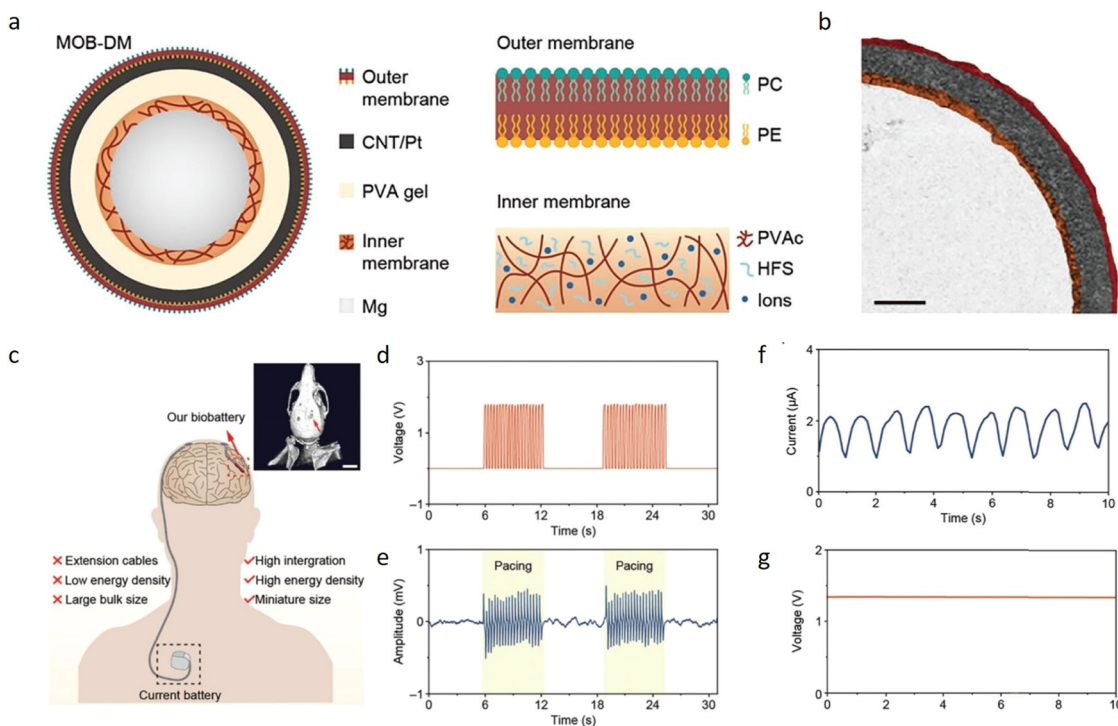 a
MOB-DM
Outer
membrane
CNT/Pt
PVA gel
Inner
membrane
Mg
Outer membrane
PC
PE
Inner membrane
PVAc
HFS
Ions
b
c
Our biobattery
Extension cables
Low energy density
Large bulk size
High intergration
High energy density
Miniature size
Current battery
d
Voltage (V)
3
1
–1
0
6
12
18
24
30
Time (s)
e
Amplitude (mV)
1
0
–1
Pacing
Pacing
0
6
12
18
24
30
Time (s)
f
Current (μA)
4
2
0
0
2
4
6
8
10
Time (s)
g
Voltage (V)
2
1
0
0
2
4
6
8
10
Time (s)